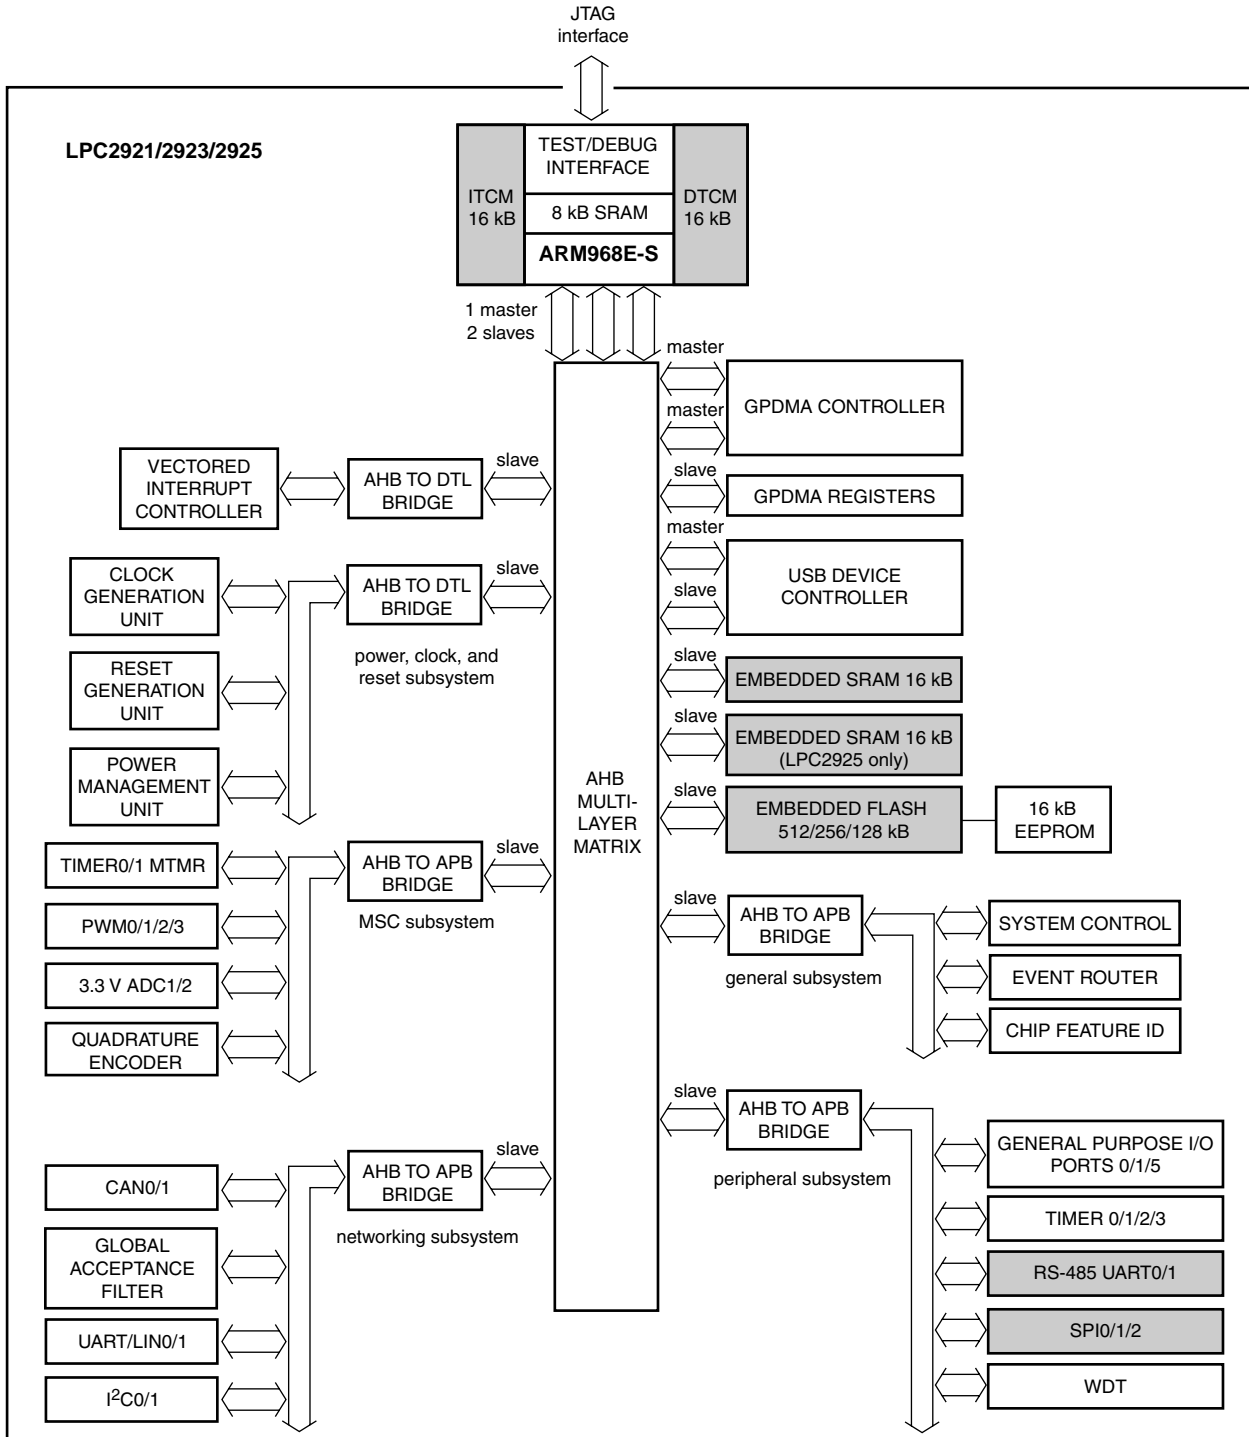 JTAG
interface
LPC2921/2923/2925
ITCM
16 kB
TEST/DEBUG
INTERFACE
8 kB SRAM
ARM968E-S
DTCM
16 kB
1 master
2 slaves
master
GPDMA CONTROLLER
master
slave
GPDMA REGISTERS
master
USB DEVICE
CONTROLLER
slave
slave
EMBEDDED SRAM 16 kB
slave
EMBEDDED SRAM 16 kB
(LPC2925 only)
slave
EMBEDDED FLASH
512/256/128 kB
16 kB
EEPROM
AHB
MULTI-
LAYER
MATRIX
VECTORED
INTERRUPT
CONTROLLER
AHB TO DTL
BRIDGE
slave
CLOCK
GENERATION
UNIT
AHB TO DTL
BRIDGE
slave
power, clock, and
reset subsystem
RESET
GENERATION
UNIT
POWER
MANAGEMENT
UNIT
TIMER0/1 MTMR
AHB TO APB
BRIDGE
slave
MSC subsystem
PWM0/1/2/3
3.3 V ADC1/2
QUADRATURE
ENCODER
slave
AHB TO APB
BRIDGE
general subsystem
SYSTEM CONTROL
EVENT ROUTER
CHIP FEATURE ID
slave
AHB TO APB
BRIDGE
peripheral subsystem
GENERAL PURPOSE I/O
PORTS 0/1/5
TIMER 0/1/2/3
RS-485 UART0/1
SPI0/1/2
WDT
slave
AHB TO APB
BRIDGE
networking subsystem
CAN0/1
GLOBAL
ACCEPTANCE
FILTER
UART/LIN0/1
I2C0/1